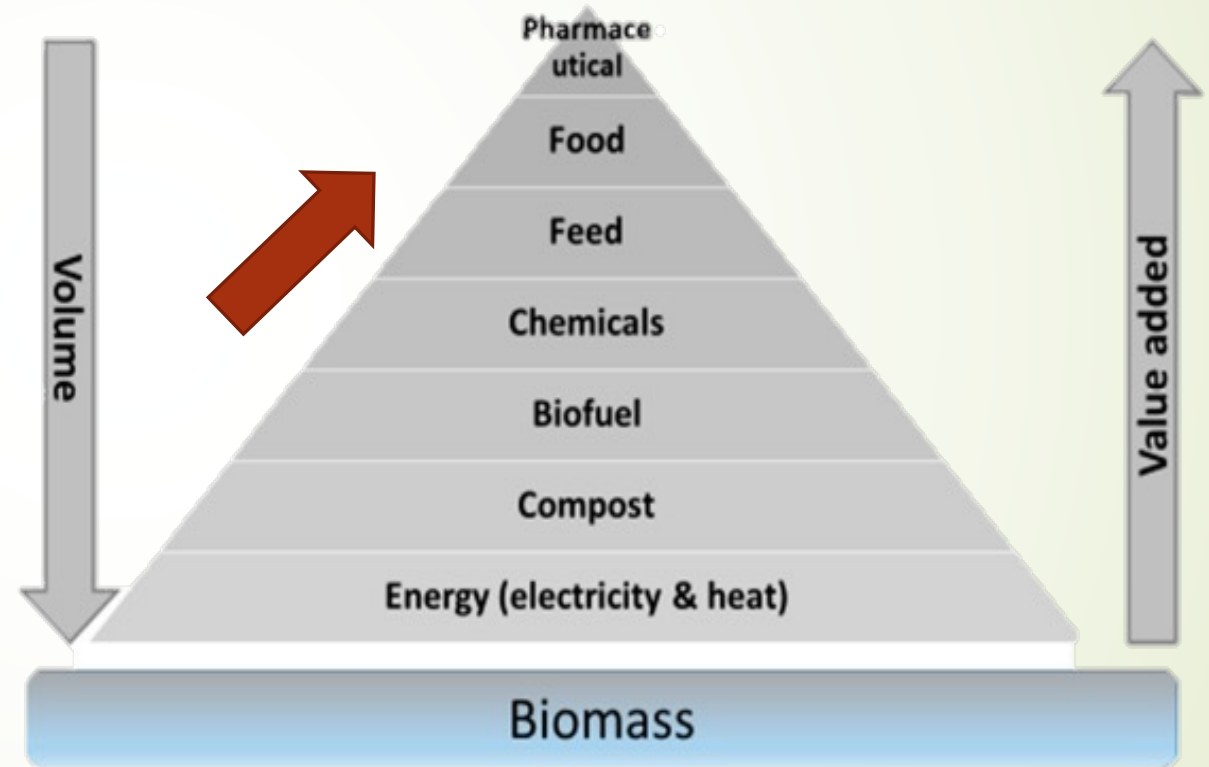 Pharmace
utical
Food
Feed
Chemicals
Biofuel
Compost
Energy (electricity & heat)
Biomass
Volume
Value added